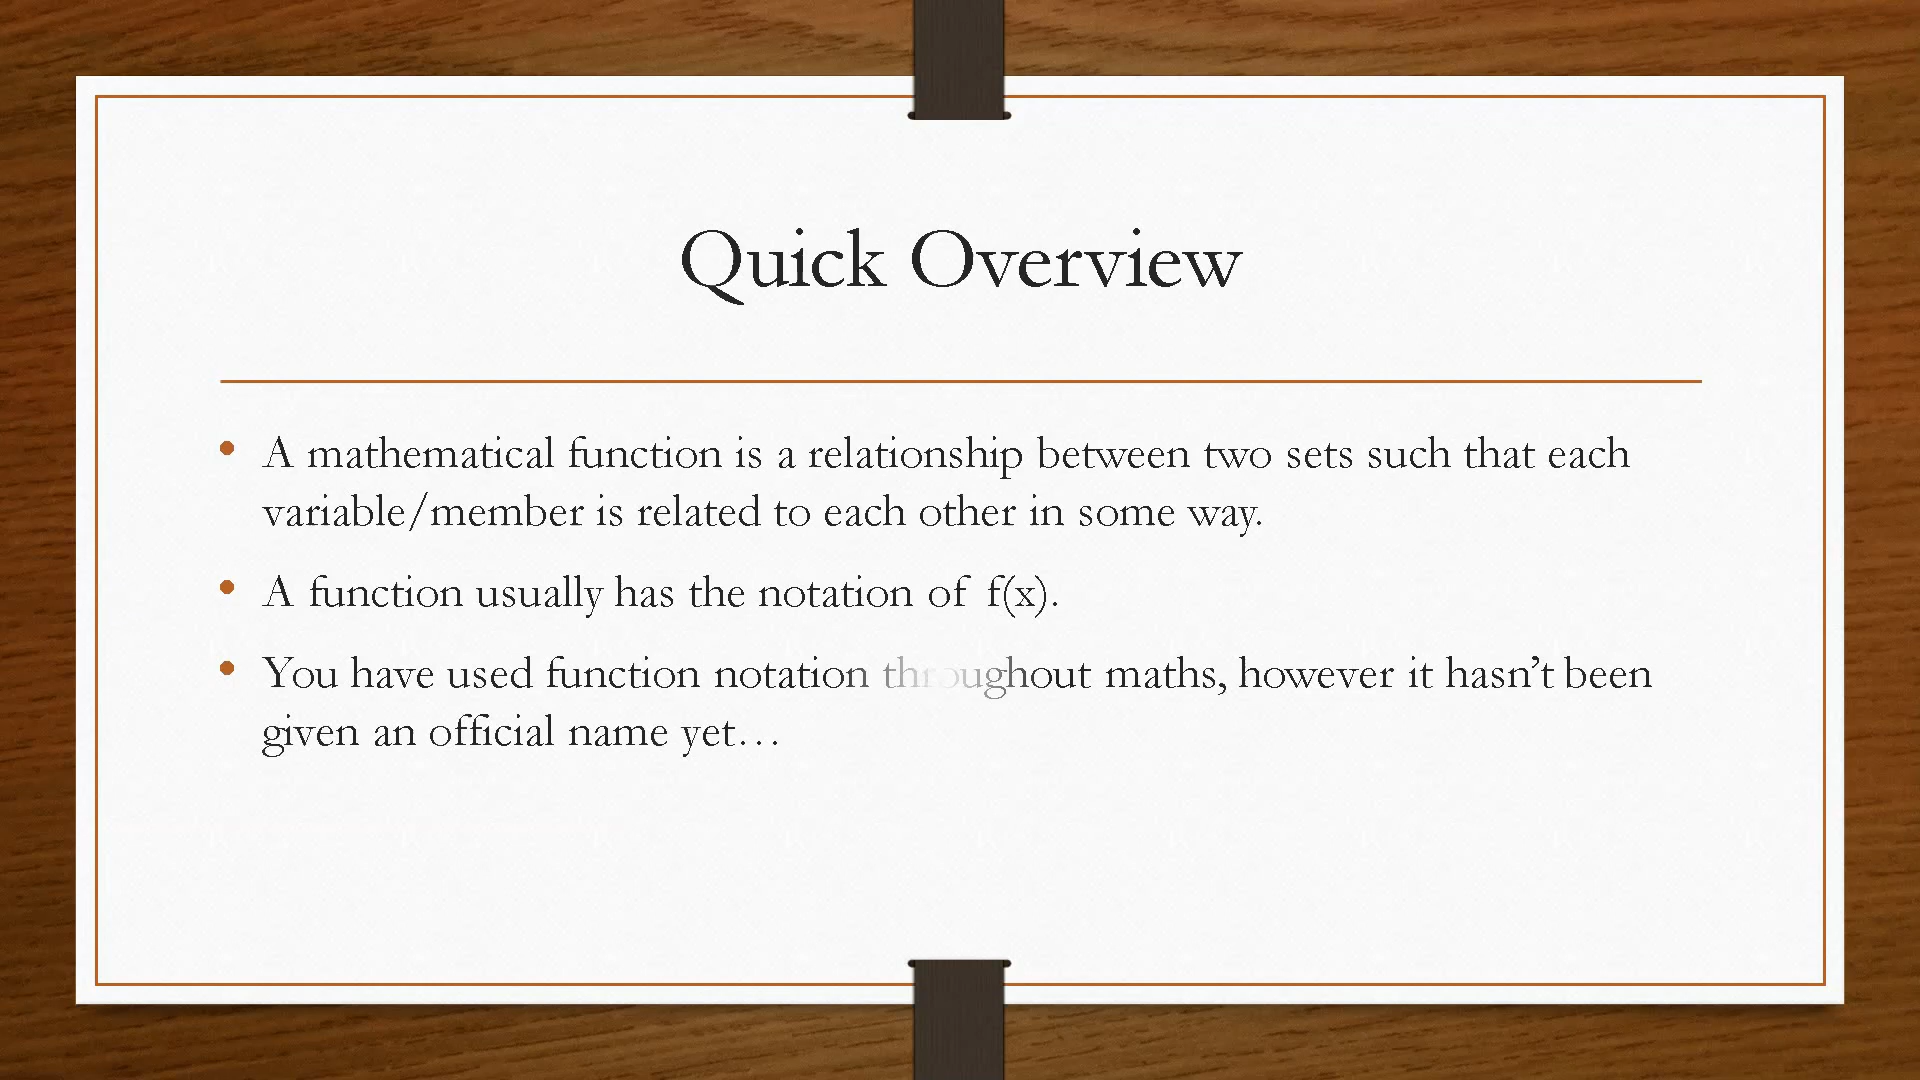 Quick Overview
• A mathematical function is a relationship between two sets such that each
variable/member is related to each other in some way.
• A function usually has the notation of f(x).
• You have used function notation throughout maths, however it hasn’t been
given an official name yet…